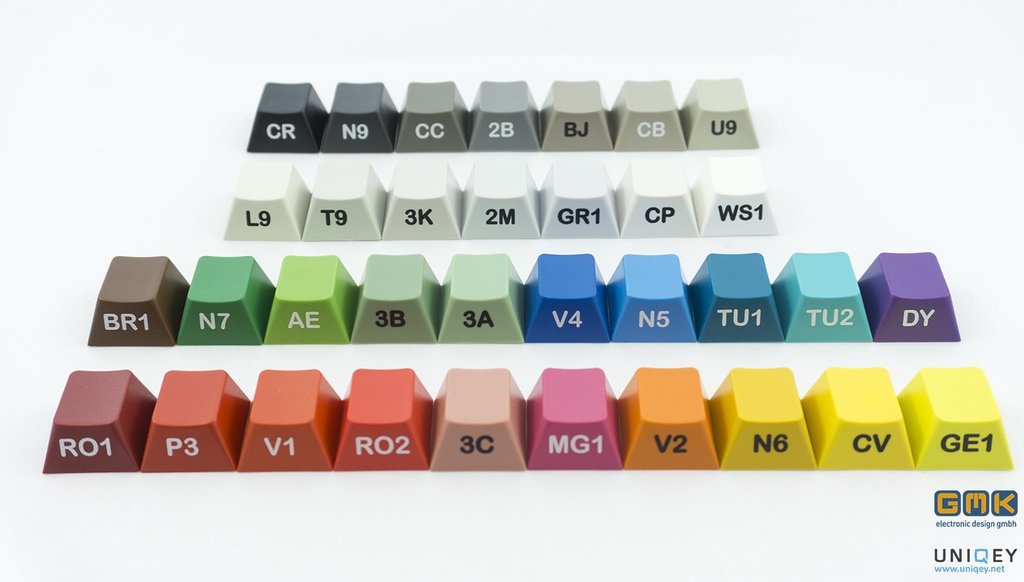 CR N9 CC 2B BJ CB U9
L9 T9 3K 2M GR1 CP WS1
BR1 N7 AE 3B 3A V4 N5 TU1 TU2 DY
RO1 P3 V1 RO2 3C MG1 V2 N6 CV GE1
GMK
electronic design gmbh
UNIQEY
www.uniqey.net